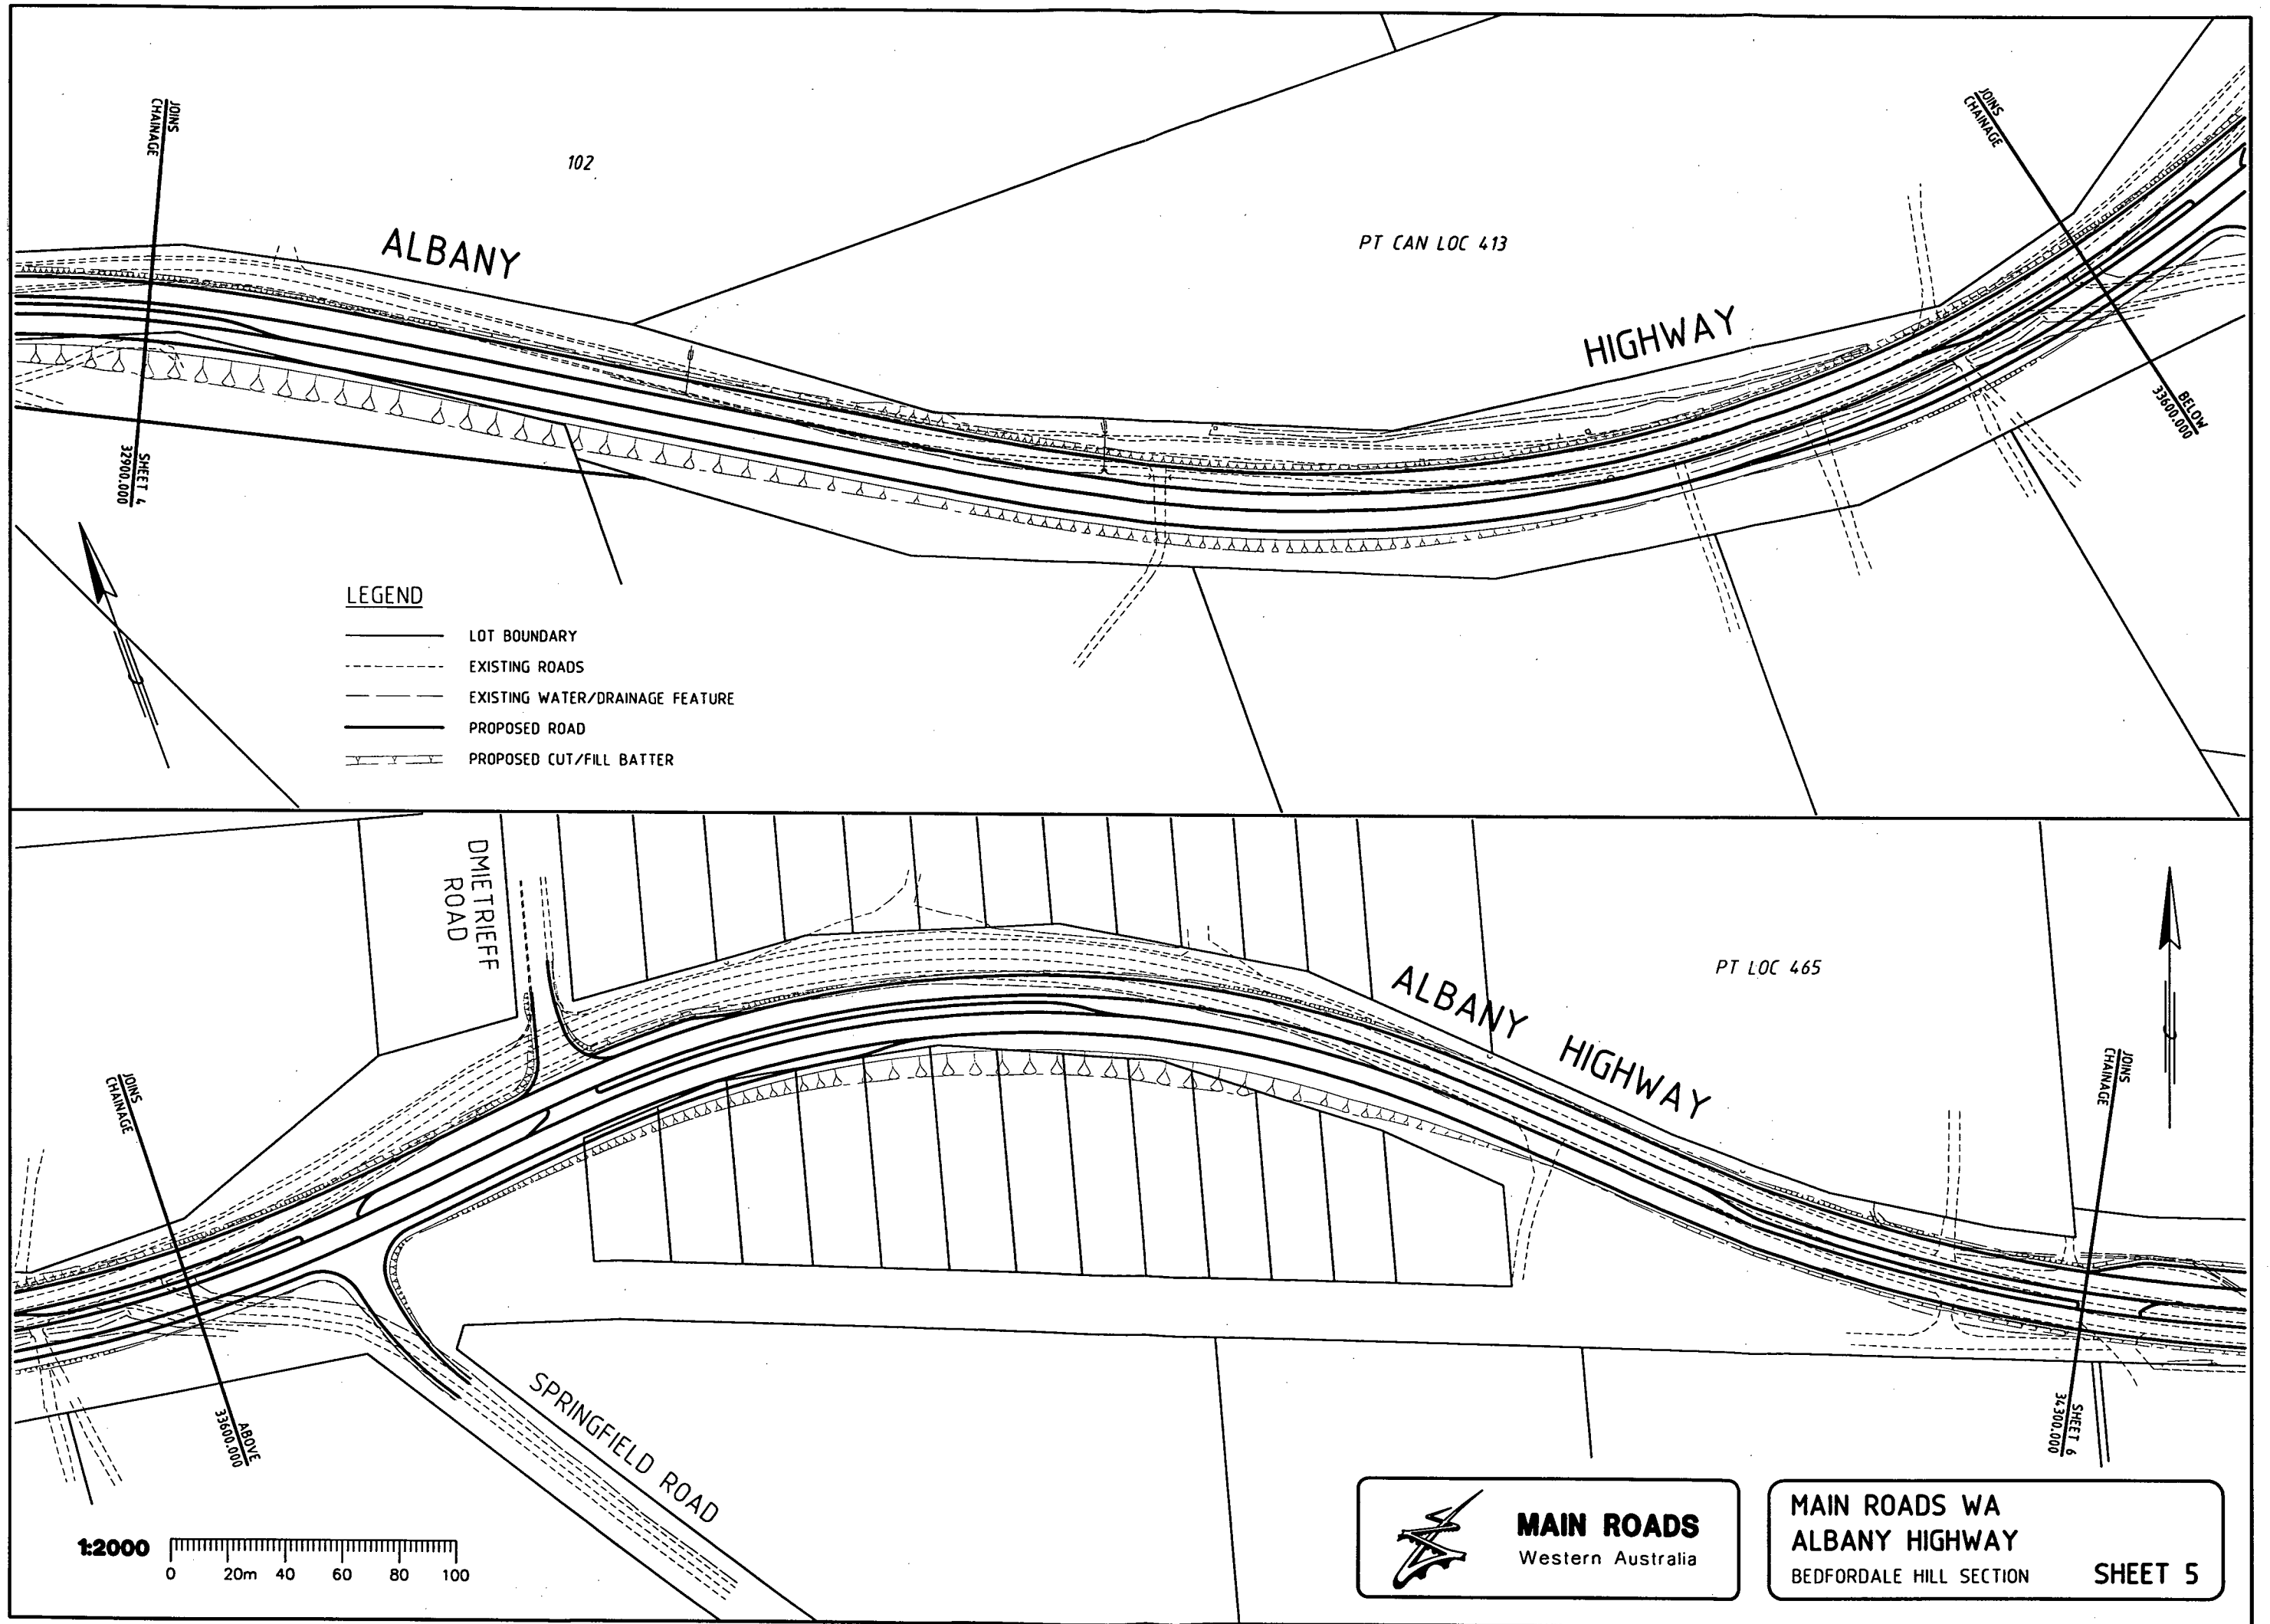 JOINS
CHAINAGE
SHEET 4
32900.000
102
ALBANY
PT CAN LOC 413
HIGHWAY
JOINS
CHAINAGE
BELOW
33600.000
LEGEND
LOT BOUNDARY
EXISTING ROADS
EXISTING WATER/DRAINAGE FEATURE
PROPOSED ROAD
PROPOSED CUT/FILL BATTER
DMIETRIEFF
ROAD
JOINS
CHAINAGE
ABOVE
33600.000
ALBANY HIGHWAY
PT LOC 465
JOINS
CHAINAGE
SHEET 6
34300.000
SPRINGFIELD ROAD
1:2000
0 20m 40 60 80 100
MAIN ROADS
Western Australia
MAIN ROADS WA
ALBANY HIGHWAY
BEDFORDALE HILL SECTION
SHEET 5